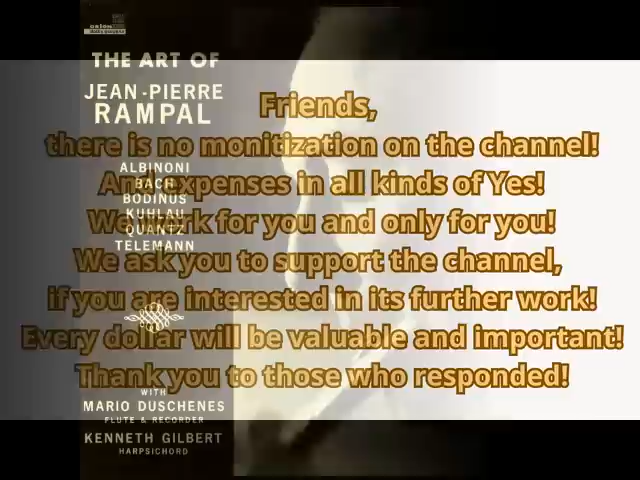 orion
dolby encoded
THE ART OF
JEAN-PIERRE
RAMPAL
ALBINONI
BACH
BODINUS
KUHLAU
QUANTZ
TELEMANN
WITH
MARIO DUSCHENES
FLUTE & RECORDER
KENNETH GILBERT
HARPSICHORD
Friends,
there is no monitization on the channel!
And expenses in all kinds of Yes!
We work for you and only for you!
We ask you to support the channel,
if you are interested in its further work!
Every dollar will be valuable and important!
Thank you to those who responded!